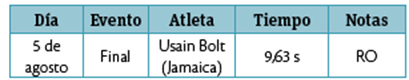 Día Evento Atleta Tiempo Notas
5 de agosto Final Usain Bolt (Jamaica) 9,63 s RO